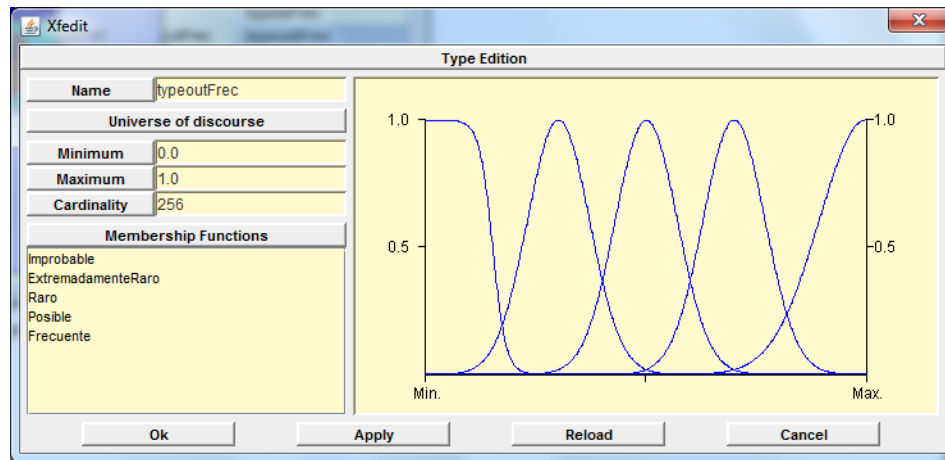 Xfedit
Type Edition
Name typeoutFrec
Universe of discourse
Minimum 0.0
Maximum 1.0
Cardinality 256
Membership Functions
Improbable
ExtremadamenteRaro
Raro
Posible
Frecuente
1.0 1.0
0.5 0.5
Min. Max.
Ok Apply Reload Cancel